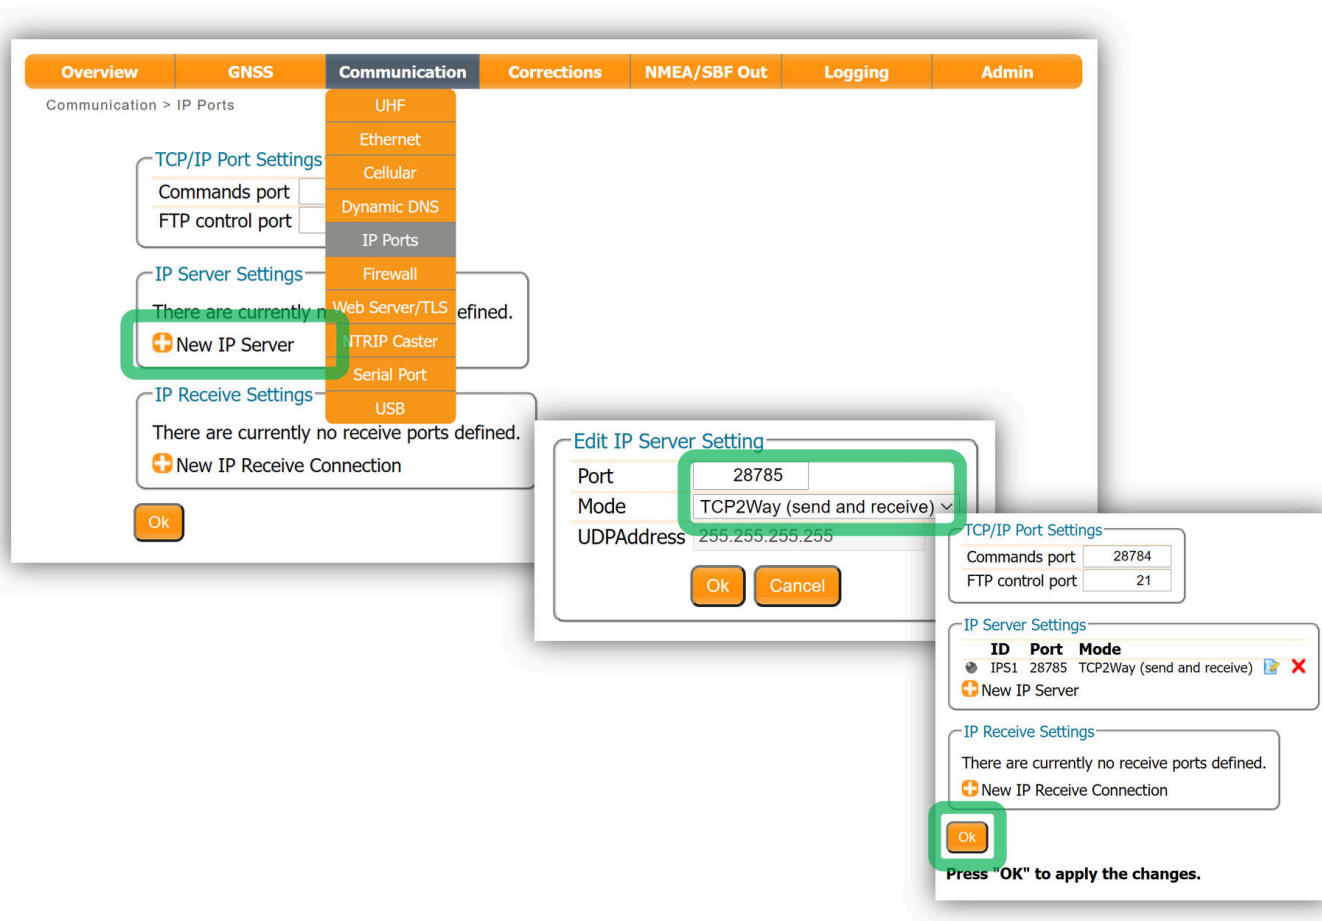 Overview GNSS Communication Corrections NMEA/SBF Out Logging Admin
Communication > IP Ports
UHF
Ethernet
Cellular
Dynamic DNS
IP Ports
Firewall
Web Server/TLS
NTRIP Caster
Serial Port
USB
TCP/IP Port Settings
Commands port
FTP control port
IP Server Settings
There are currently n efined.
New IP Server
IP Receive Settings
There are currently no receive ports defined.
New IP Receive Connection
Ok
Edit IP Server Setting
Port 28785
Mode TCP2Way (send and receive)
UDPAddress 255.255.255.255
Ok Cancel
TCP/IP Port Settings
Commands port 28784
FTP control port 21
IP Server Settings
ID Port Mode
IPS1 28785 TCP2Way (send and receive)
New IP Server
IP Receive Settings
There are currently no receive ports defined.
New IP Receive Connection
Ok
Press "OK" to apply the changes.